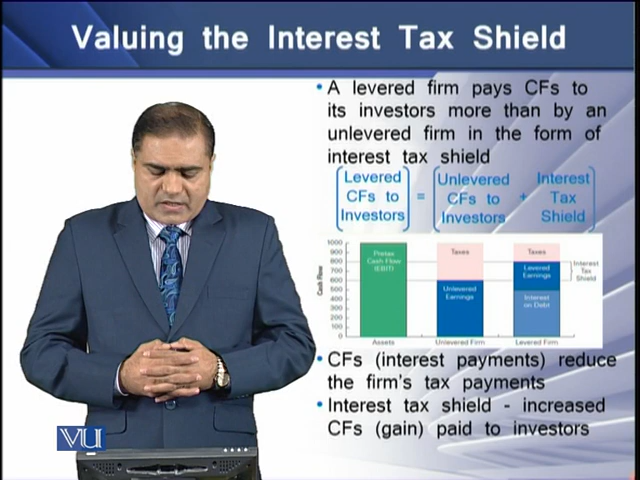 Valuing the Interest Tax Shield
• A levered firm pays CFs to
its investors more than by an
unlevered firm in the form of
interest tax shield
Levered
CFs to
Investors
=
Unlevered
CFs to
Investors
+
Interest
Tax
Shield
Cash Flow
1000
900
800
700
600
500
400
300
200
100
0
Pretax
Cash Flow
(EBIT)
Taxes
Unlevered
Earnings
Taxes
Levered
Earnings
Interest
on Debt
Interest
Tax
Shield
Assets
Unlevered Firm
Levered Firm
• CFs (interest payments) reduce
the firm's tax payments
• Interest tax shield - increased
CFs (gain) paid to investors
VU